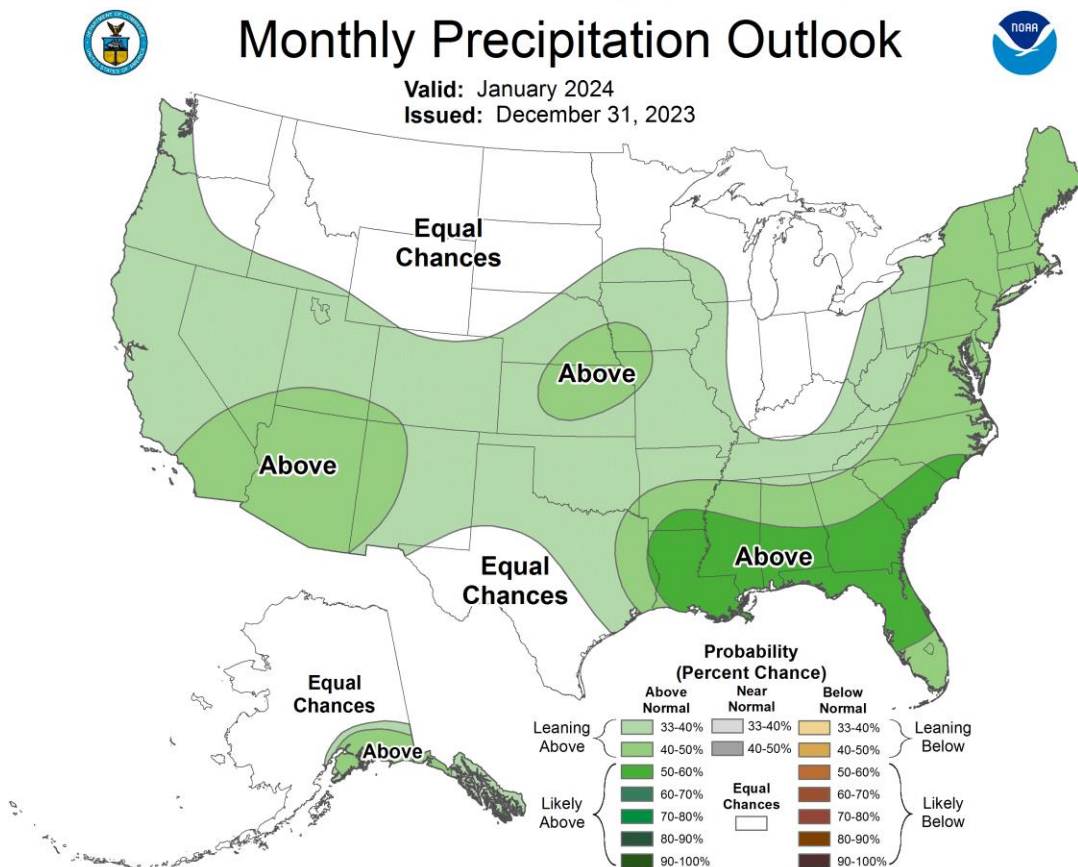 Monthly Precipitation Outlook
NOAA
Valid: January 2024
Issued: December 31, 2023
Equal
Chances
Above
Above
Above
Equal
Chances
Equal
Chances
Above
Probability
(Percent Chance)
Above
Normal
Near
Normal
Below
Normal
Leaning
Above
33-40%
33-40%
33-40%
40-50%
40-50%
40-50%
Leaning
Below
Likely
Above
50-60%
60-70%
70-80%
80-90%
90-100%
Equal
Chances
50-60%
60-70%
70-80%
80-90%
90-100%
Likely
Below